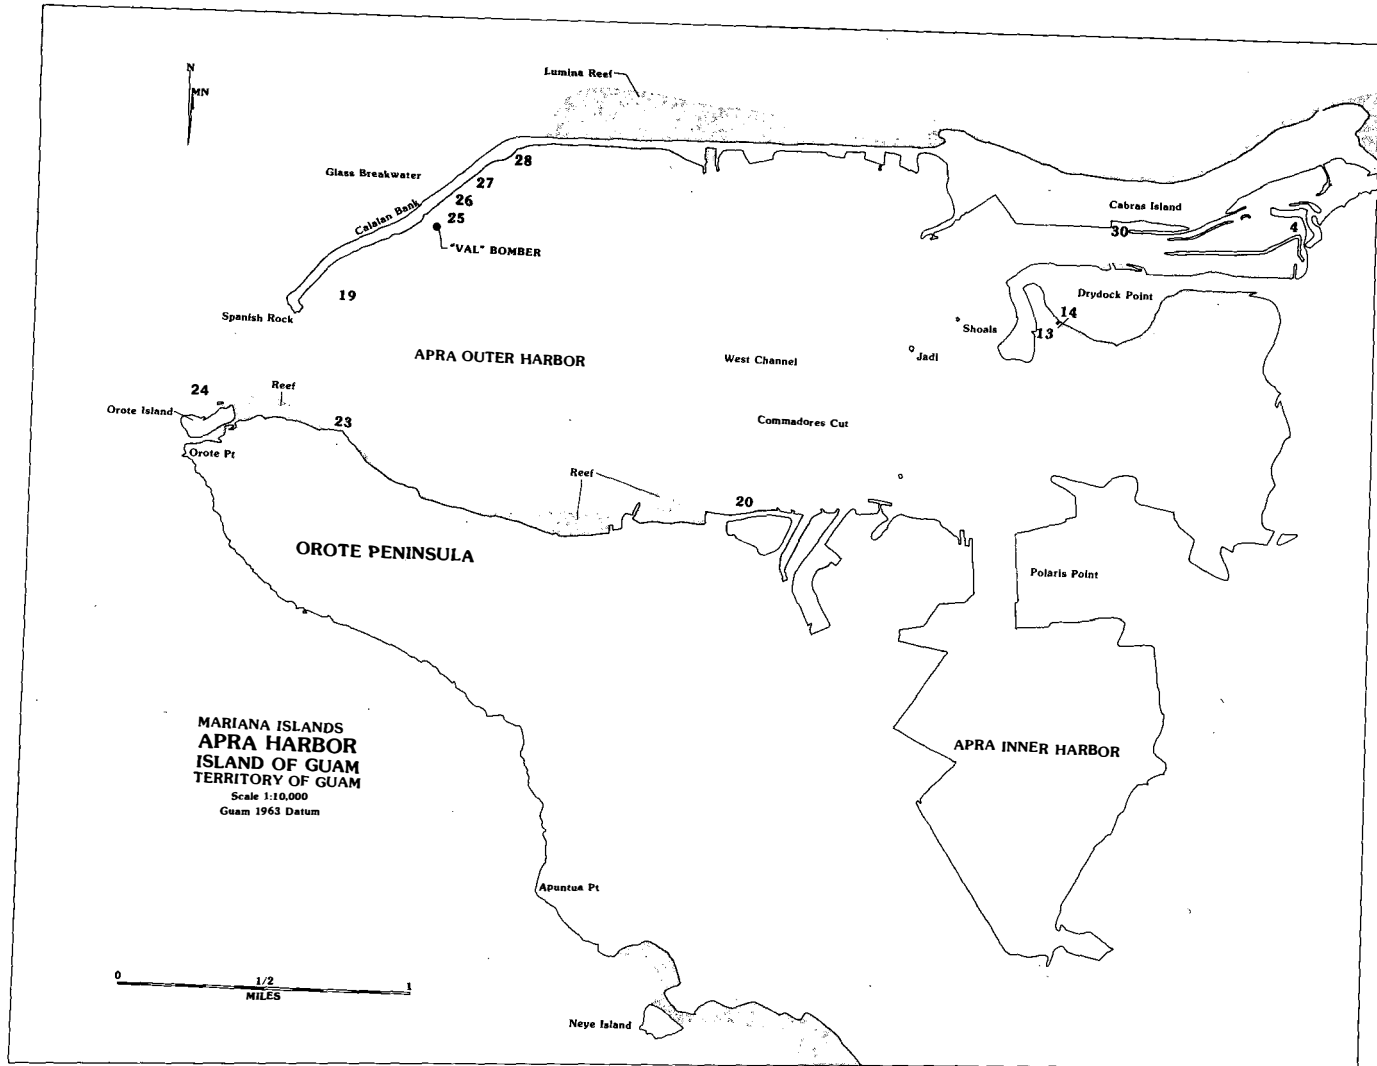 N
MN
Lumina Reef
28
Glass Breakwater
27
26
Calalan Bank
25
"VAL" BOMBER
Cabras Island
30
4
19
Spanish Rock
Drydock Point
14
13
Shoals
Jadl
APRA OUTER HARBOR
West Channel
24
Reef
Orote Island
23
Commadores Cut
Orote Pt
Reef
20
OROTE PENINSULA
Polaris Point
MARIANA ISLANDS
APRA HARBOR
ISLAND OF GUAM
TERRITORY OF GUAM
Scale 1:10,000
Guam 1963 Datum
APRA INNER HARBOR
Apuntua Pt
0 1/2 1
MILES
Neye Island